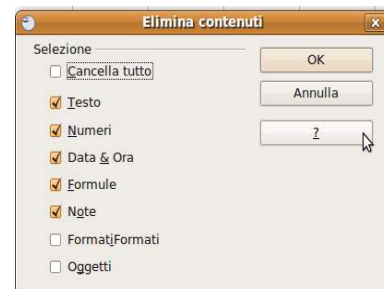 Elimina contenuti
Selezione
Cancella tutto
Testo
Numeri
Data & Ora
Formule
Note
FormatiFormati
Oggetti
OK
Annulla
?